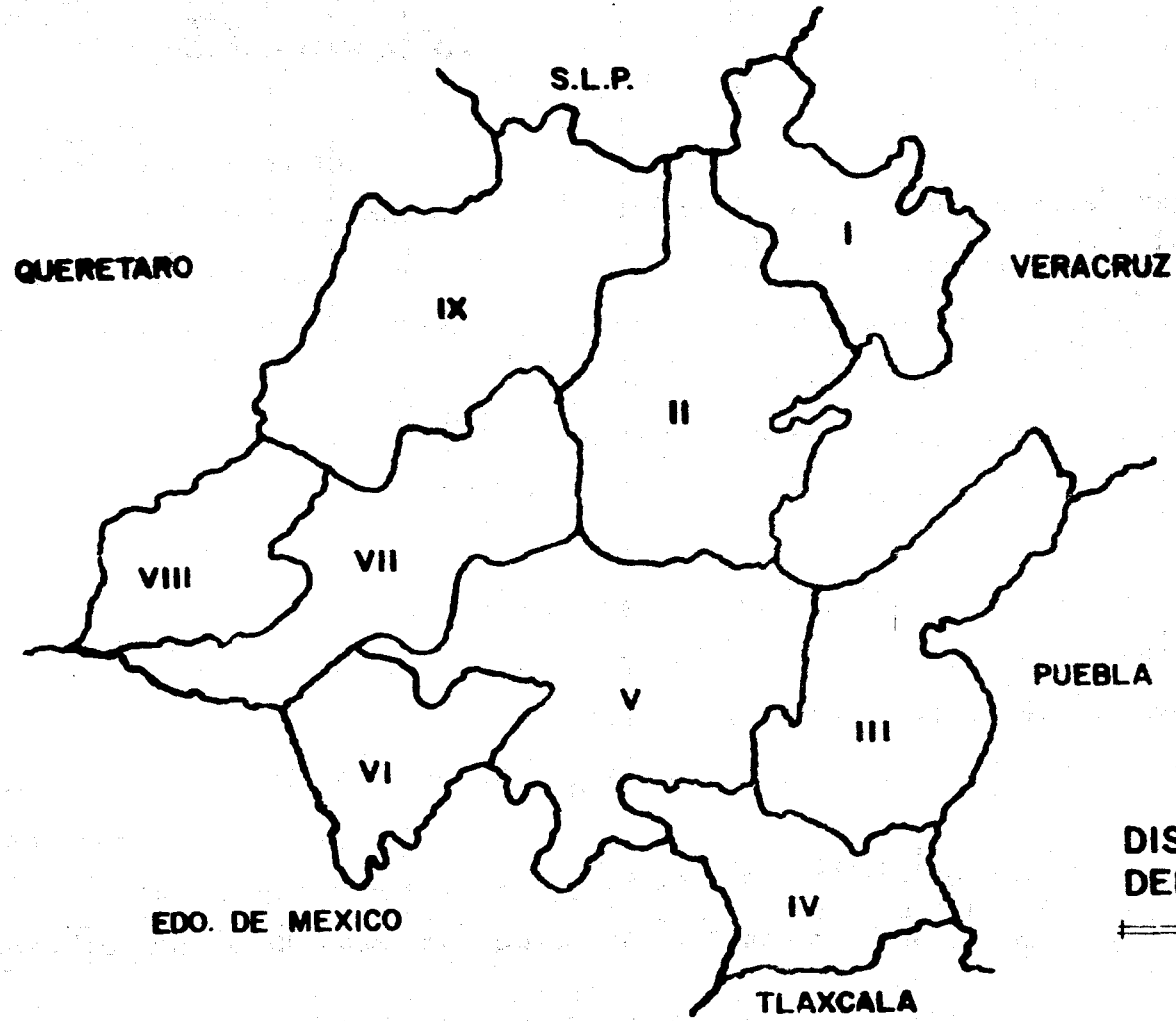 S.L.P.
I
QUERETARO
VERACRUZ
IX
II
VIII
VII
PUEBLA
V
III
VI
DIS
DE
IV
EDO. DE MEXICO
TLAXCALA